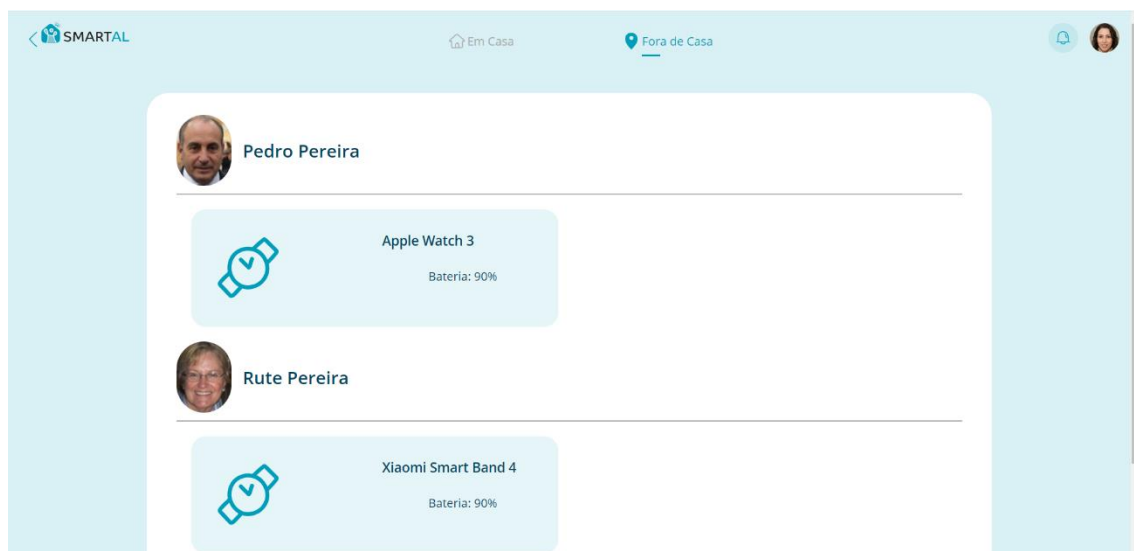 SMARTAL
Em Casa
Fora de Casa
Pedro Pereira
Apple Watch 3
Bateria: 90%
Rute Pereira
Xiaomi Smart Band 4
Bateria: 90%